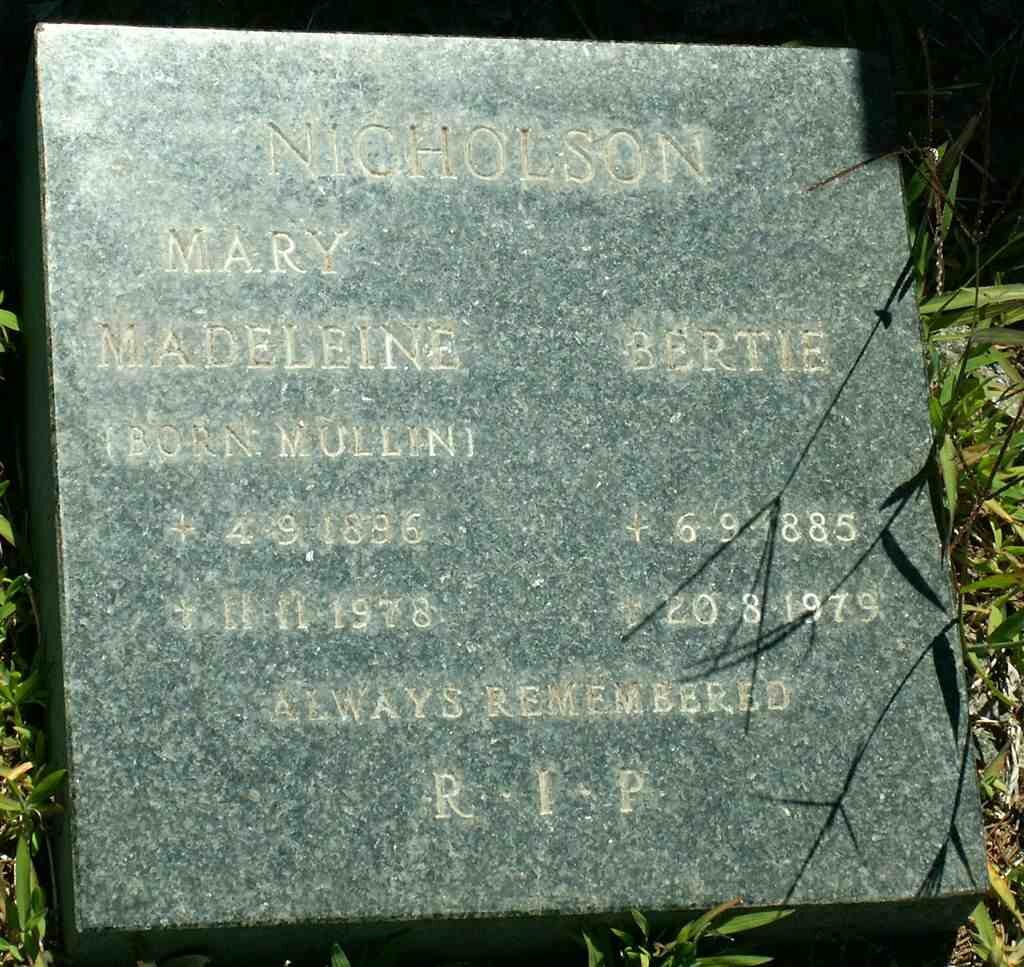 NICHOLSON
MARY
MADELEINE BERTIE
(BORN MULLIN)
+ 4·9· + 6·9·1885
+ 11·11·1978 + 20·8·1979
ALWAYS REMEMBERED
R·I·P